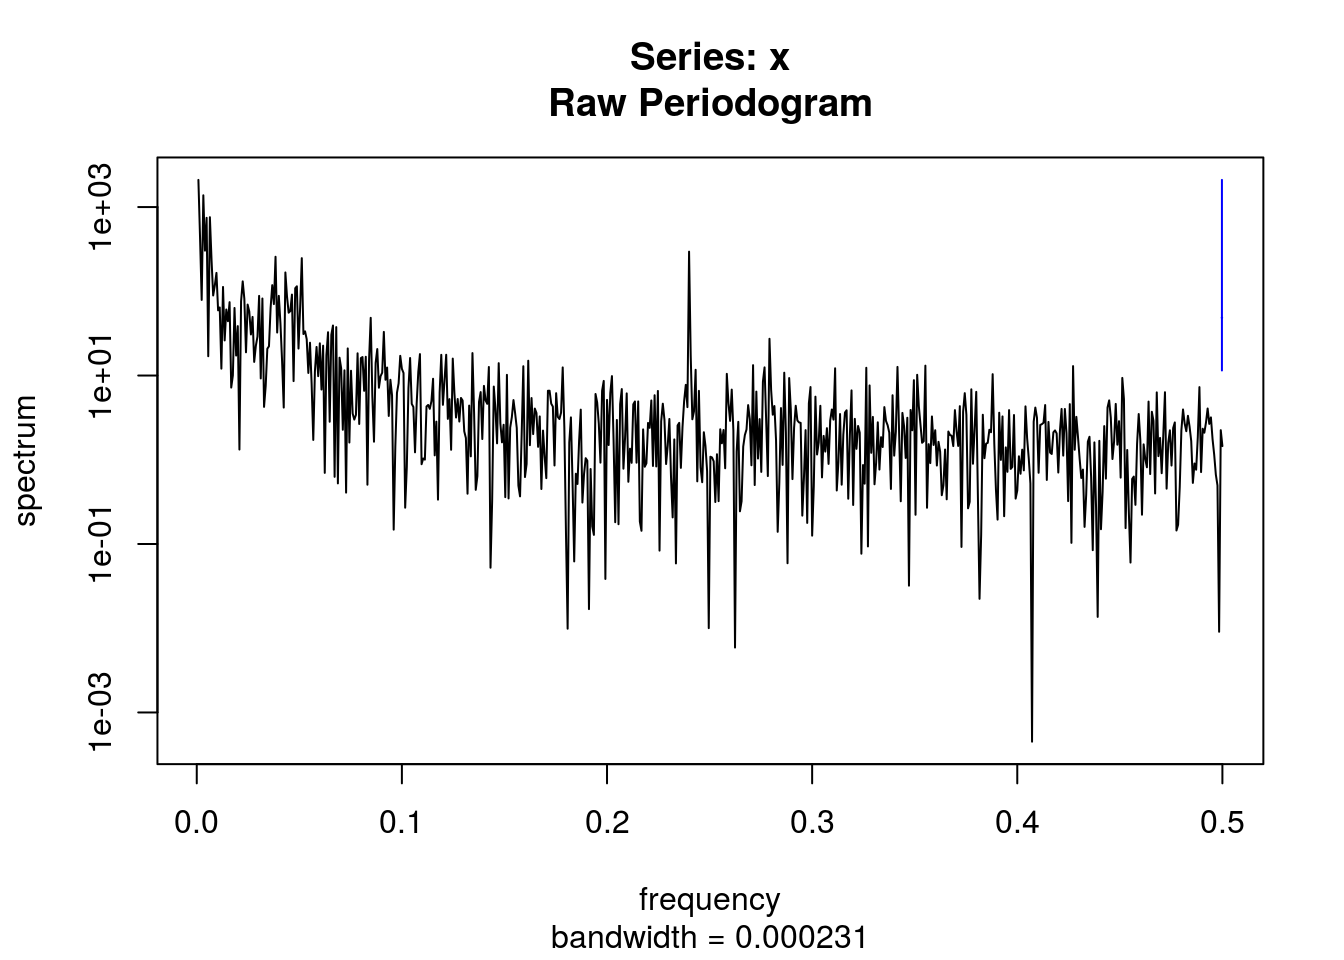 Series: x
Raw Periodogram
1e+03
1e+01
1e-01
1e-03
spectrum
0.0 0.1 0.2 0.3 0.4 0.5
frequency
bandwidth = 0.000231